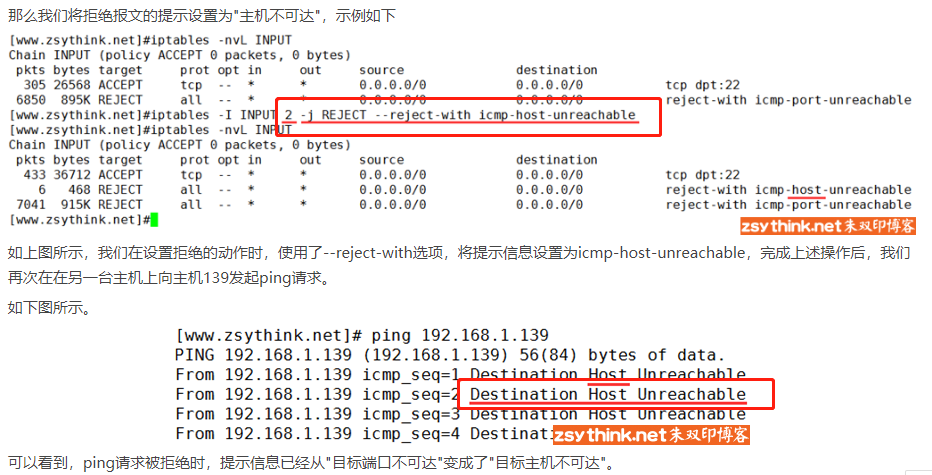 那么我们将拒绝报文的提示设置为"主机不可达"，示例如下
[www.zsythink.net]#iptables -nvL INPUT
Chain INPUT (policy ACCEPT 0 packets, 0 bytes)
pkts bytes target prot opt in out source destination
305 26568 ACCEPT tcp -- * * 0.0.0.0/0 0.0.0.0/0 tcp dpt:22
6850 895K REJECT all -- * * 0.0.0.0/0 0.0.0.0/0 reject-with icmp-port-unreachable
[www.zsythink.net]#iptables -I INPUT 2 -j REJECT --reject-with icmp-host-unreachable
[www.zsythink.net]#iptables -nvL INPUT
Chain INPUT (policy ACCEPT 0 packets, 0 bytes)
pkts bytes target prot opt in out source destination
433 36712 ACCEPT tcp -- * * 0.0.0.0/0 0.0.0.0/0 tcp dpt:22
6 468 REJECT all -- * * 0.0.0.0/0 0.0.0.0/0 reject-with icmp-host-unreachable
7041 915K REJECT all -- * * 0.0.0.0/0 0.0.0.0/0 reject-with icmp-port-unreachable
[www.zsythink.net]#
zsythink.net朱双印博客
如上图所示，我们在设置拒绝的动作时，使用了--reject-with选项，将提示信息设置为icmp-host-unreachable，完成上述操作后，我们
再次在在另一台主机上向主机139发起ping请求。
如下图所示。
[www.zsythink.net]# ping 192.168.1.139
PING 192.168.1.139 (192.168.1.139) 56(84) bytes of data.
From 192.168.1.139 icmp_seq=1 Destination Host Unreachable
From 192.168.1.139 icmp_seq=2 Destination Host Unreachable
From 192.168.1.139 icmp_seq=3 Destination Host Unreachable
From 192.168.1.139 icmp_seq=4 Destinati
zsythink.net朱双印博客
可以看到，ping请求被拒绝时，提示信息已经从"目标端口不可达"变成了"目标主机不可达"。